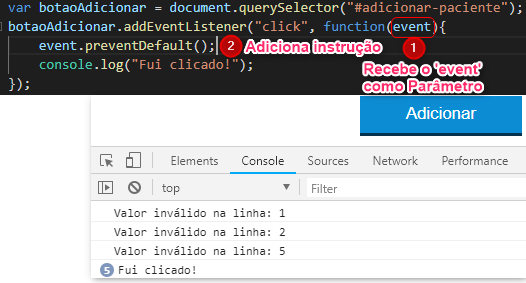 var botaoAdicionar = document.querySelector("#adicionar-paciente");
botaoAdicionar.addEventListener("click", function(event){
event.preventDefault(); 2 Adiciona instrução
console.log("Fui clicado!"); 1
}); Recebe o 'event'
como Parâmetro
Adicionar
Elements Console Sources Network Performance
top Filter
Valor inválido na linha: 1
Valor inválido na linha: 2
Valor inválido na linha: 5
5 Fui clicado!